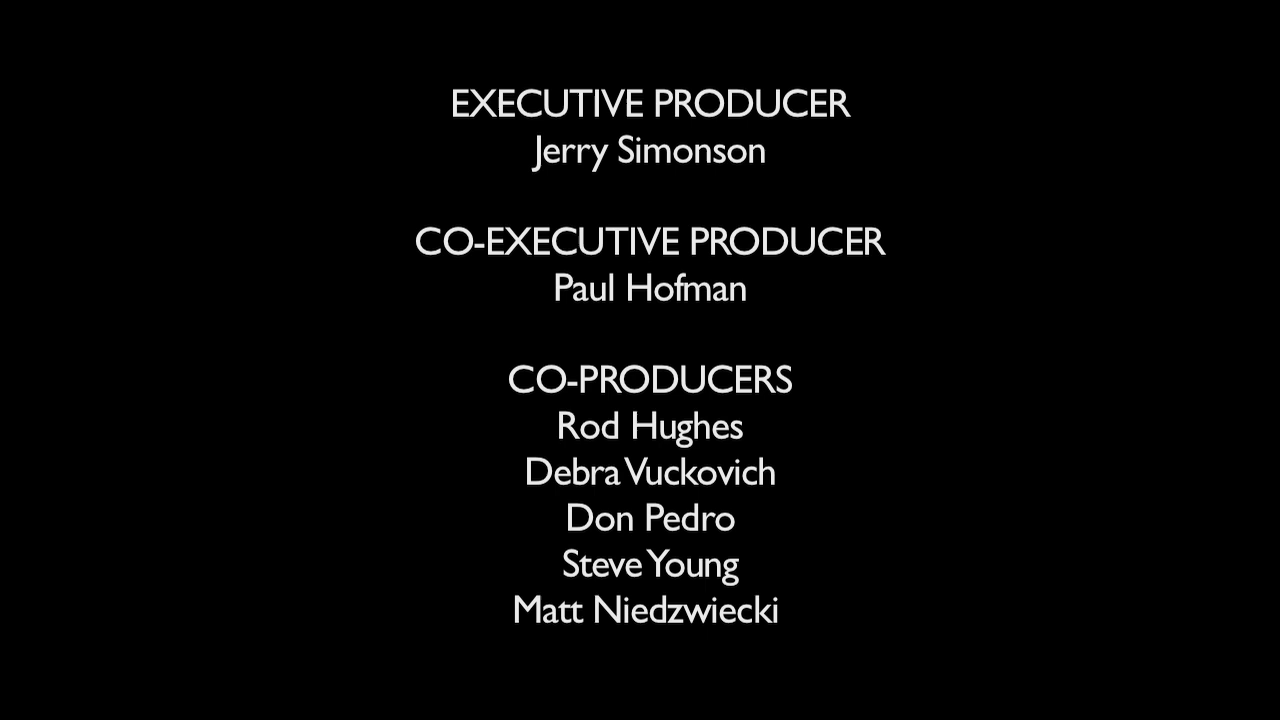 EXECUTIVE PRODUCER
Jerry Simonson
CO-EXECUTIVE PRODUCER
Paul Hofman
CO-PRODUCERS
Rod Hughes
Debra Vuckovich
Don Pedro
Steve Young
Matt Niedzwiecki